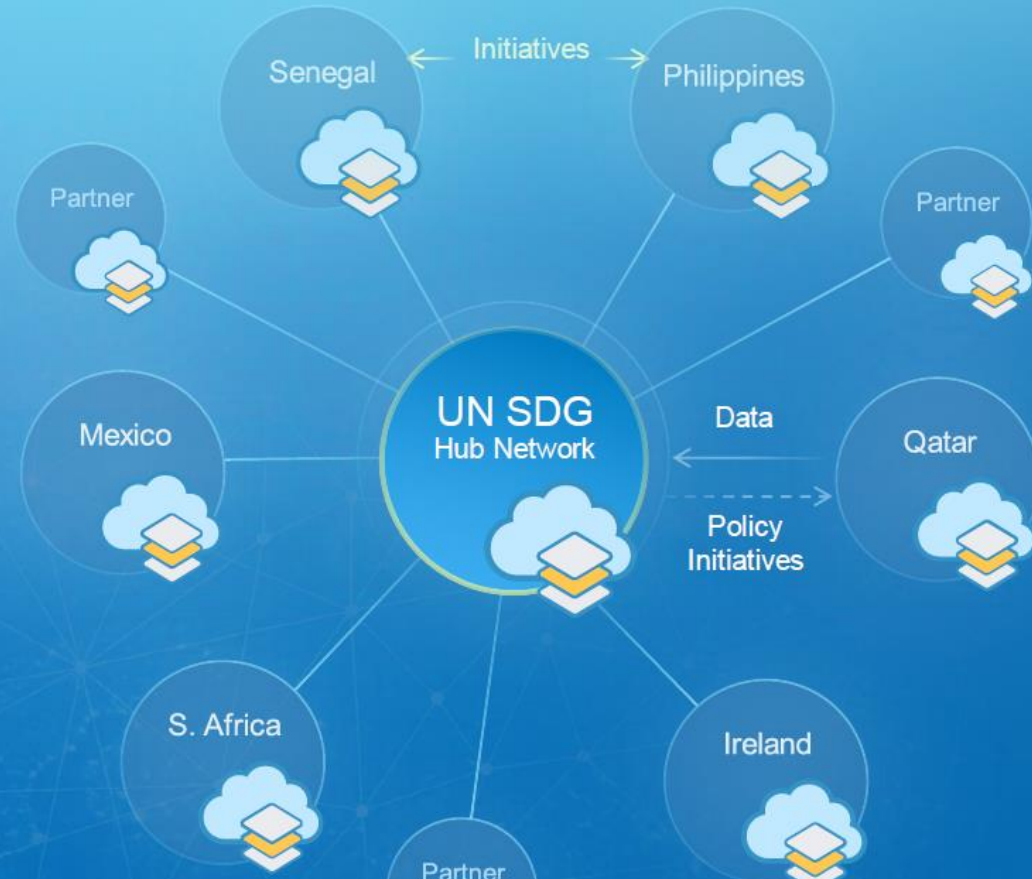 Initiatives
Senegal
Philippines
Partner
Partner
UN SDG
Hub Network
Mexico
Data
Qatar
Policy
Initiatives
S. Africa
Ireland
Partner